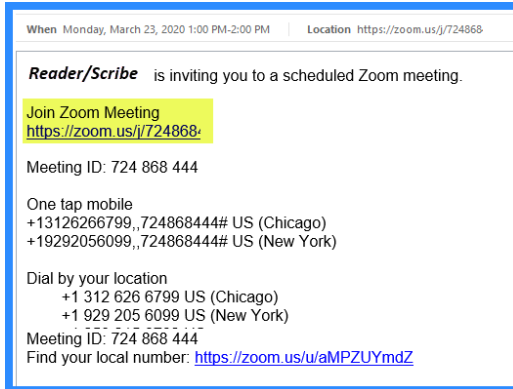 When Monday, March 23, 2020 1:00 PM-2:00 PM Location https://zoom.us/j/724868
Reader/Scribe is inviting you to a scheduled Zoom meeting.
Join Zoom Meeting
https://zoom.us/j/7248684
Meeting ID: 724 868 444
One tap mobile
+13126266799,,724868444# US (Chicago)
+19292056099,,724868444# US (New York)
Dial by your location
+1 312 626 6799 US (Chicago)
+1 929 205 6099 US (New York)
Meeting ID: 724 868 444
Find your local number: https://zoom.us/u/aMPZUYmdZ